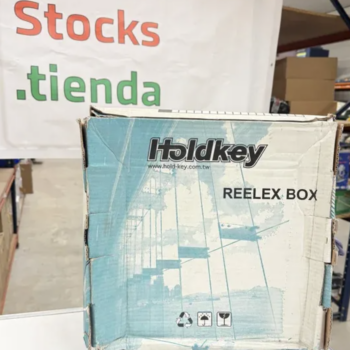 Stocks
.tienda
Holdkey
www.hold-key.com.tw
REELEX BOX